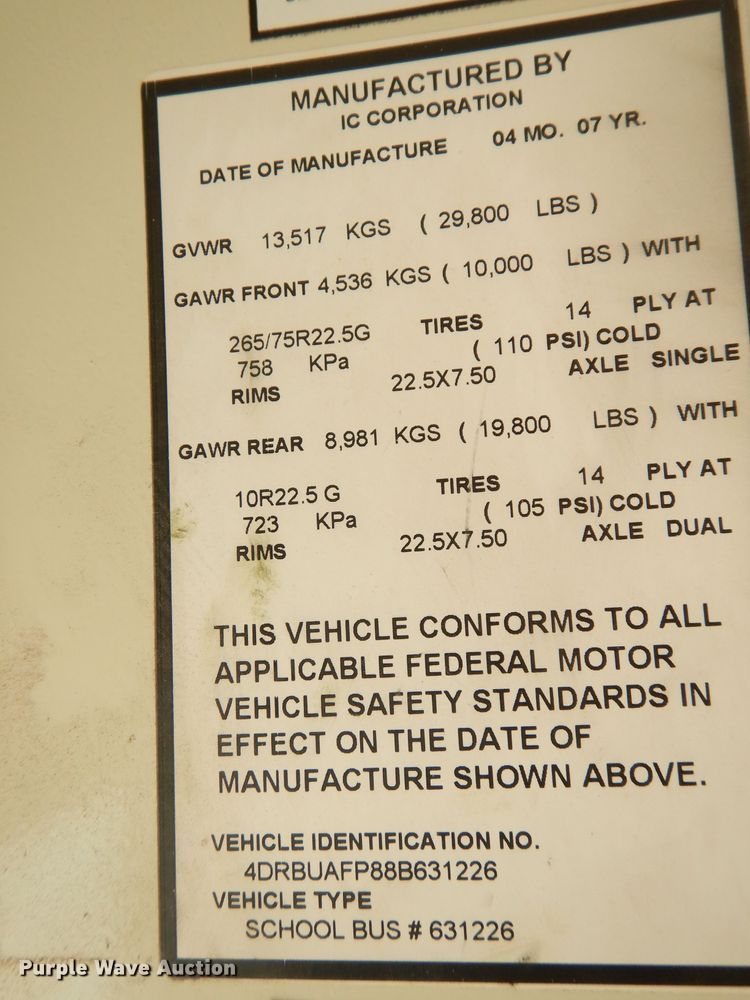 MANUFACTURED BY
IC CORPORATION
DATE OF MANUFACTURE 04 MO. 07 YR.
GVWR 13,517 KGS ( 29,800 LBS )
GAWR FRONT 4,536 KGS ( 10,000 LBS ) WITH
265/75R22.5G TIRES 14 PLY AT
758 KPa ( 110 PSI) COLD
RIMS 22.5X7.50 AXLE SINGLE
GAWR REAR 8,981 KGS ( 19,800 LBS ) WITH
10R22.5 G TIRES 14 PLY AT
723 KPa ( 105 PSI) COLD
RIMS 22.5X7.50 AXLE DUAL
THIS VEHICLE CONFORMS TO ALL
APPLICABLE FEDERAL MOTOR
VEHICLE SAFETY STANDARDS IN
EFFECT ON THE DATE OF
MANUFACTURE SHOWN ABOVE.
VEHICLE IDENTIFICATION NO.
4DRBUAFP88B631226
VEHICLE TYPE
SCHOOL BUS # 631226
Purple Wave Auction